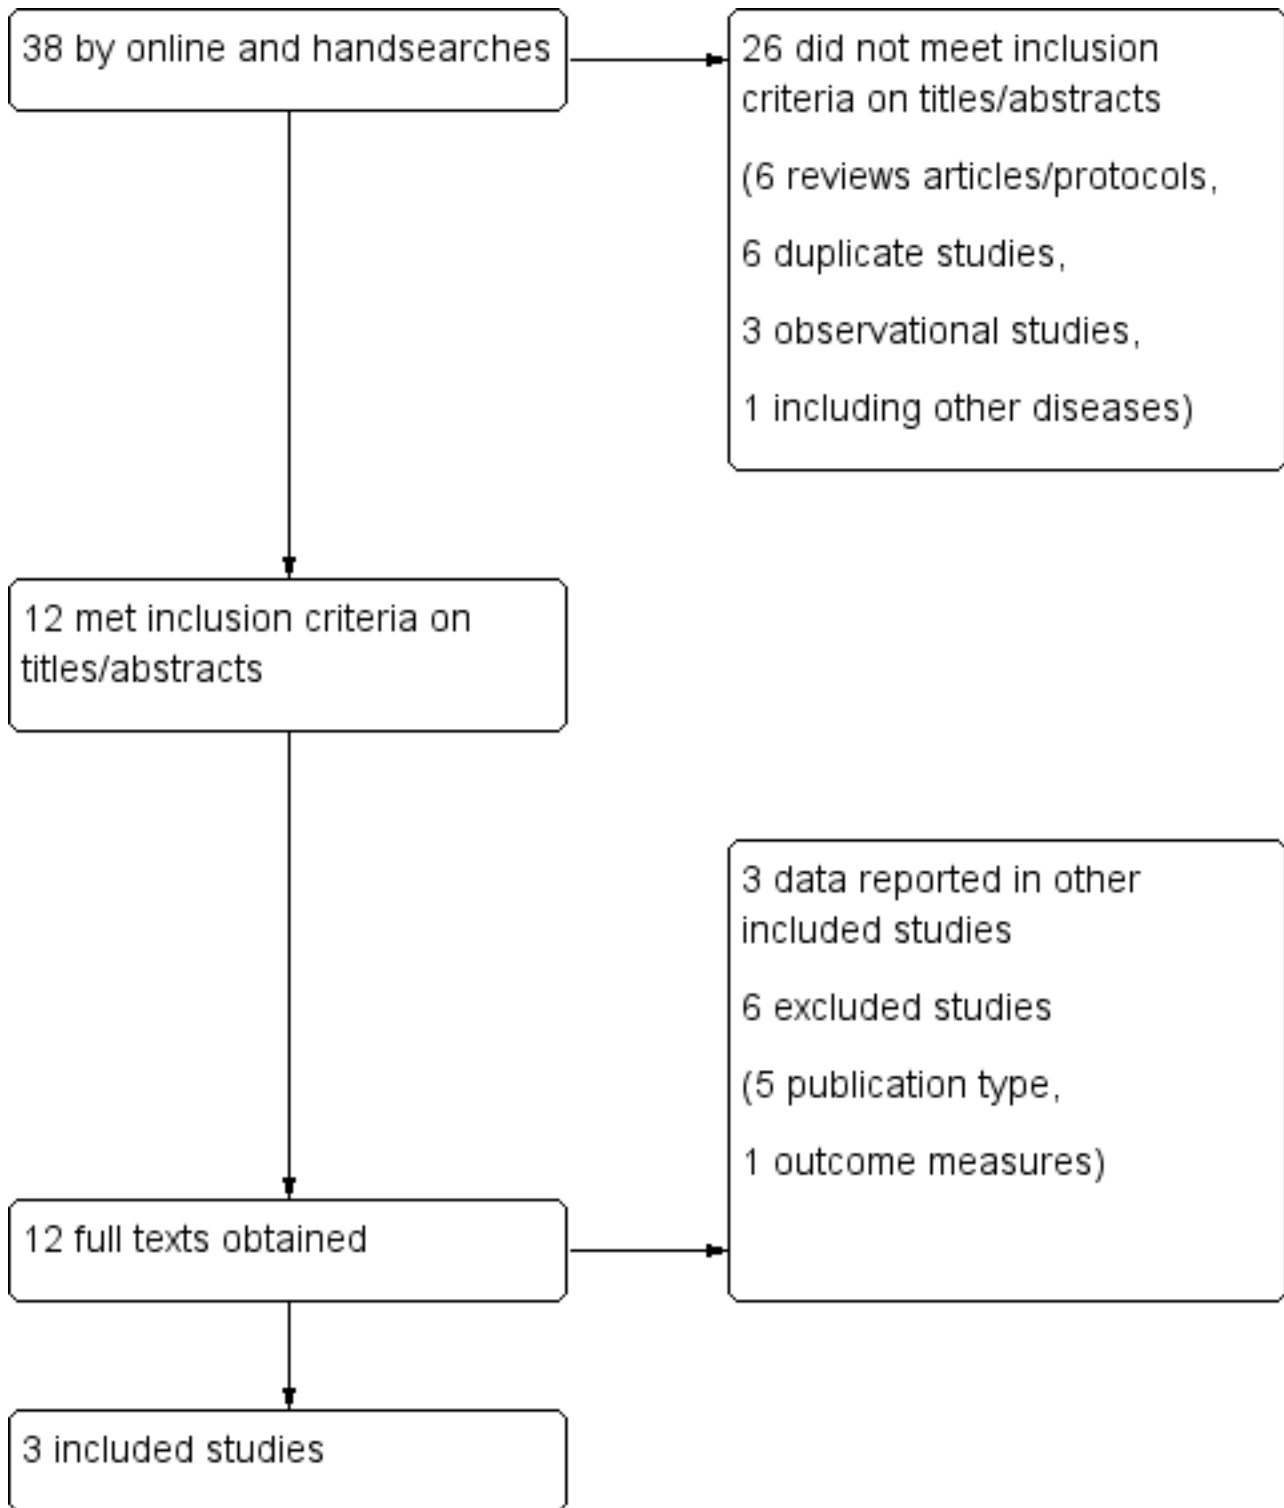 38 by online and handsearches
26 did not meet inclusion
criteria on titles/abstracts
(6 reviews articles/protocols,
6 duplicate studies,
3 observational studies,
1 including other diseases)
12 met inclusion criteria on
titles/abstracts
3 data reported in other
included studies
6 excluded studies
(5 publication type,
1 outcome measures)
12 full texts obtained
3 included studies